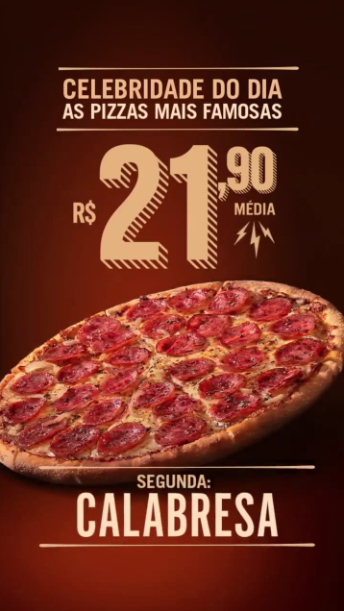 CELEBRIDADE DO DIA
AS PIZZAS MAIS FAMOSAS
R$ 21,90
MÉDIA
SEGUNDA:
CALABRESA